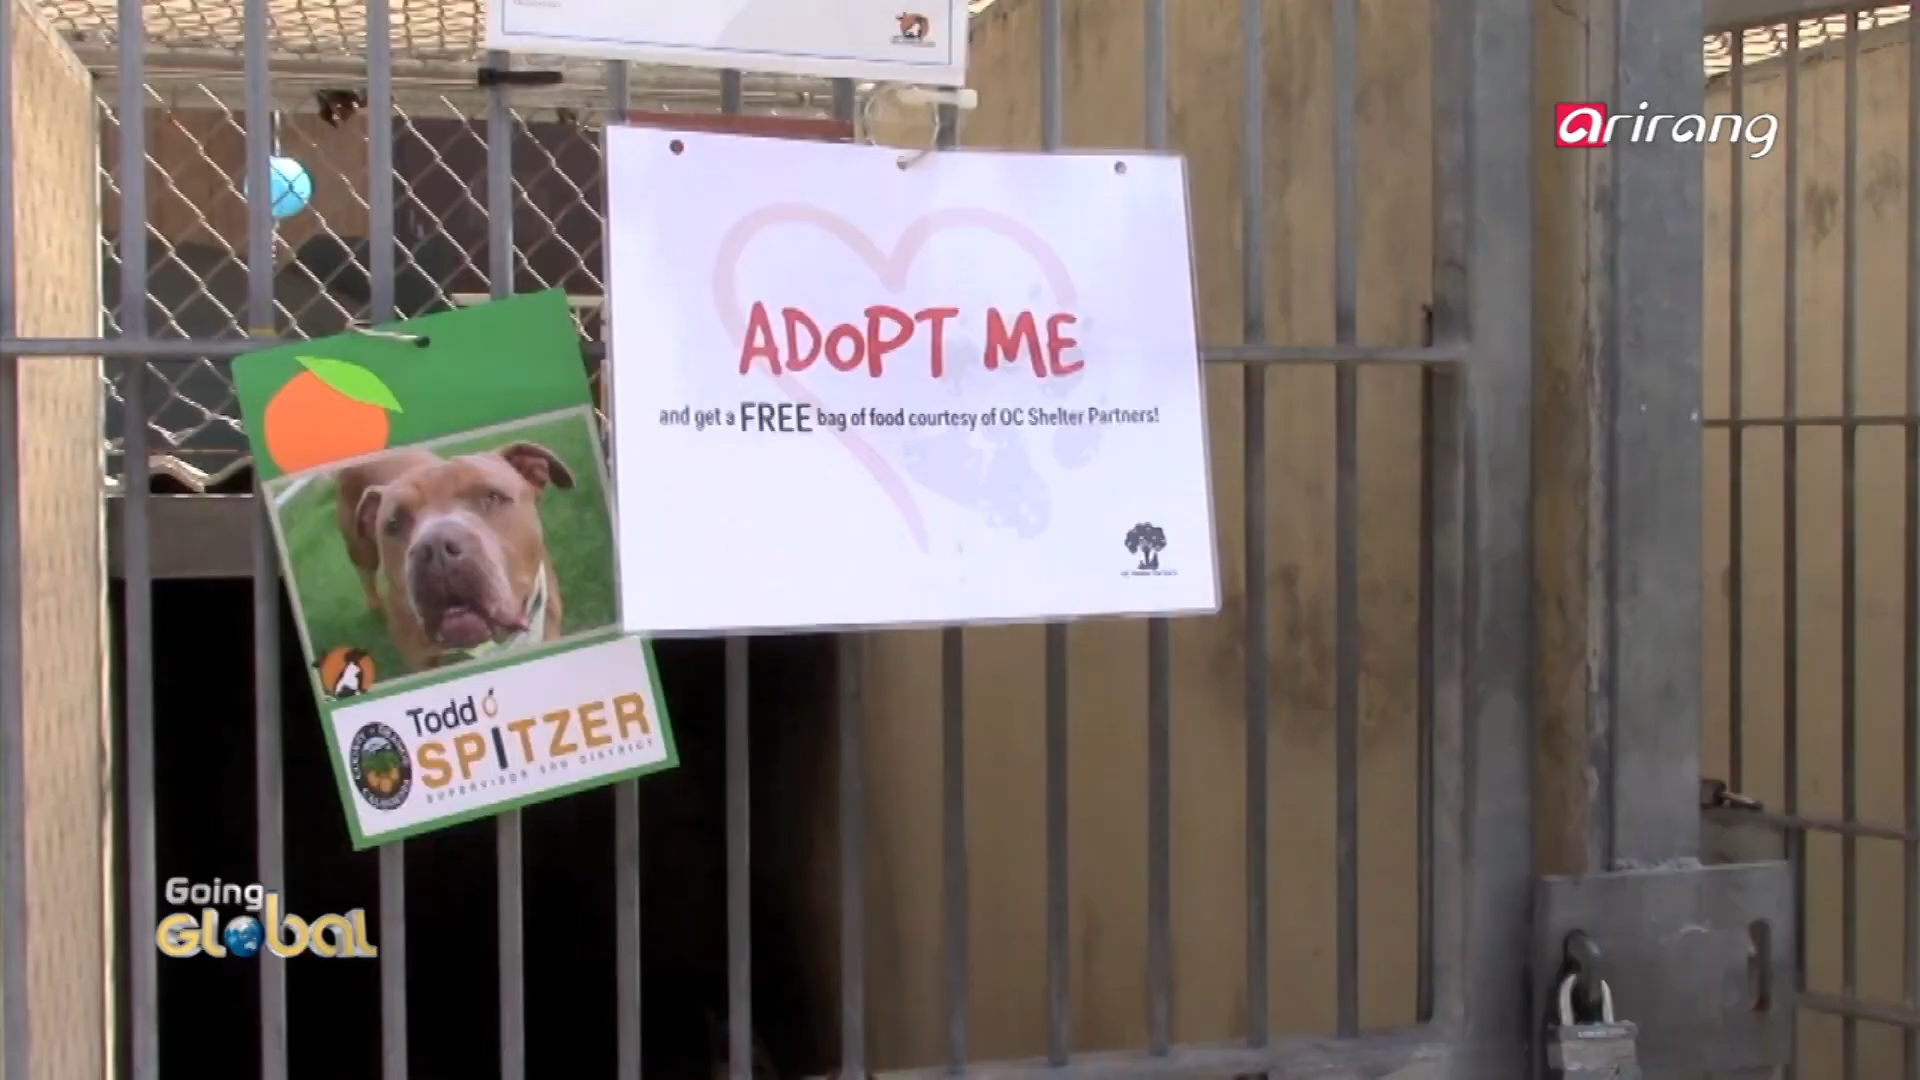 arirang
ADOPT ME
and get a FREE bag of food courtesy of OC Shelter Partners!
Todd
SPITZER
SUPERVISOR 3RD DISTRICT
Going
GLObaL